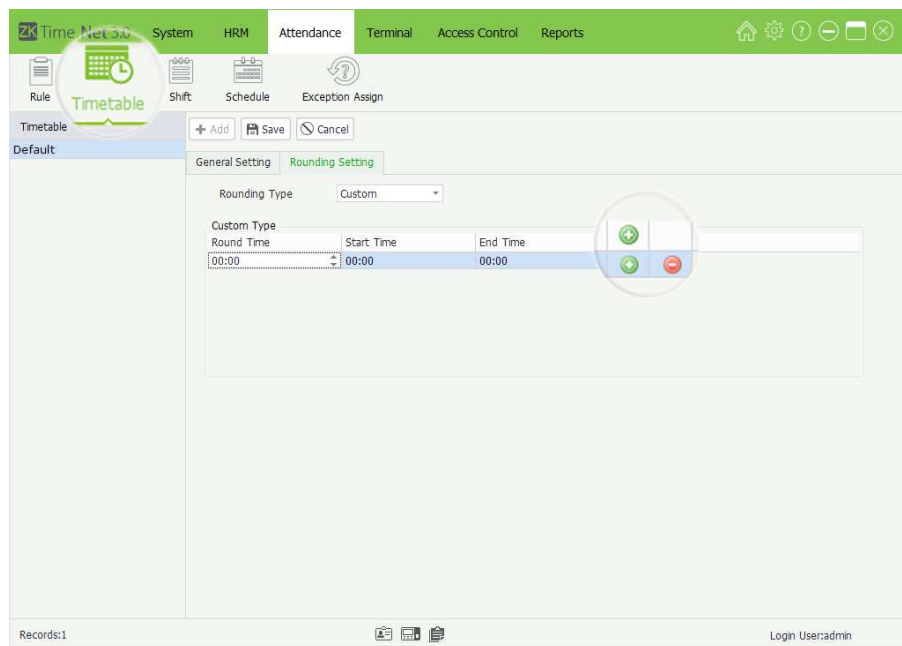 ZK Time.Net 3.0 System HRM Attendance Terminal Access Control Reports
Rule Timetable Shift Schedule Exception Assign
Timetable + Add Save Cancel
Default
General Setting Rounding Setting
Rounding Type Custom
Custom Type
Round Time Start Time End Time
00:00 00:00 00:00
Records:1 Login User:admin